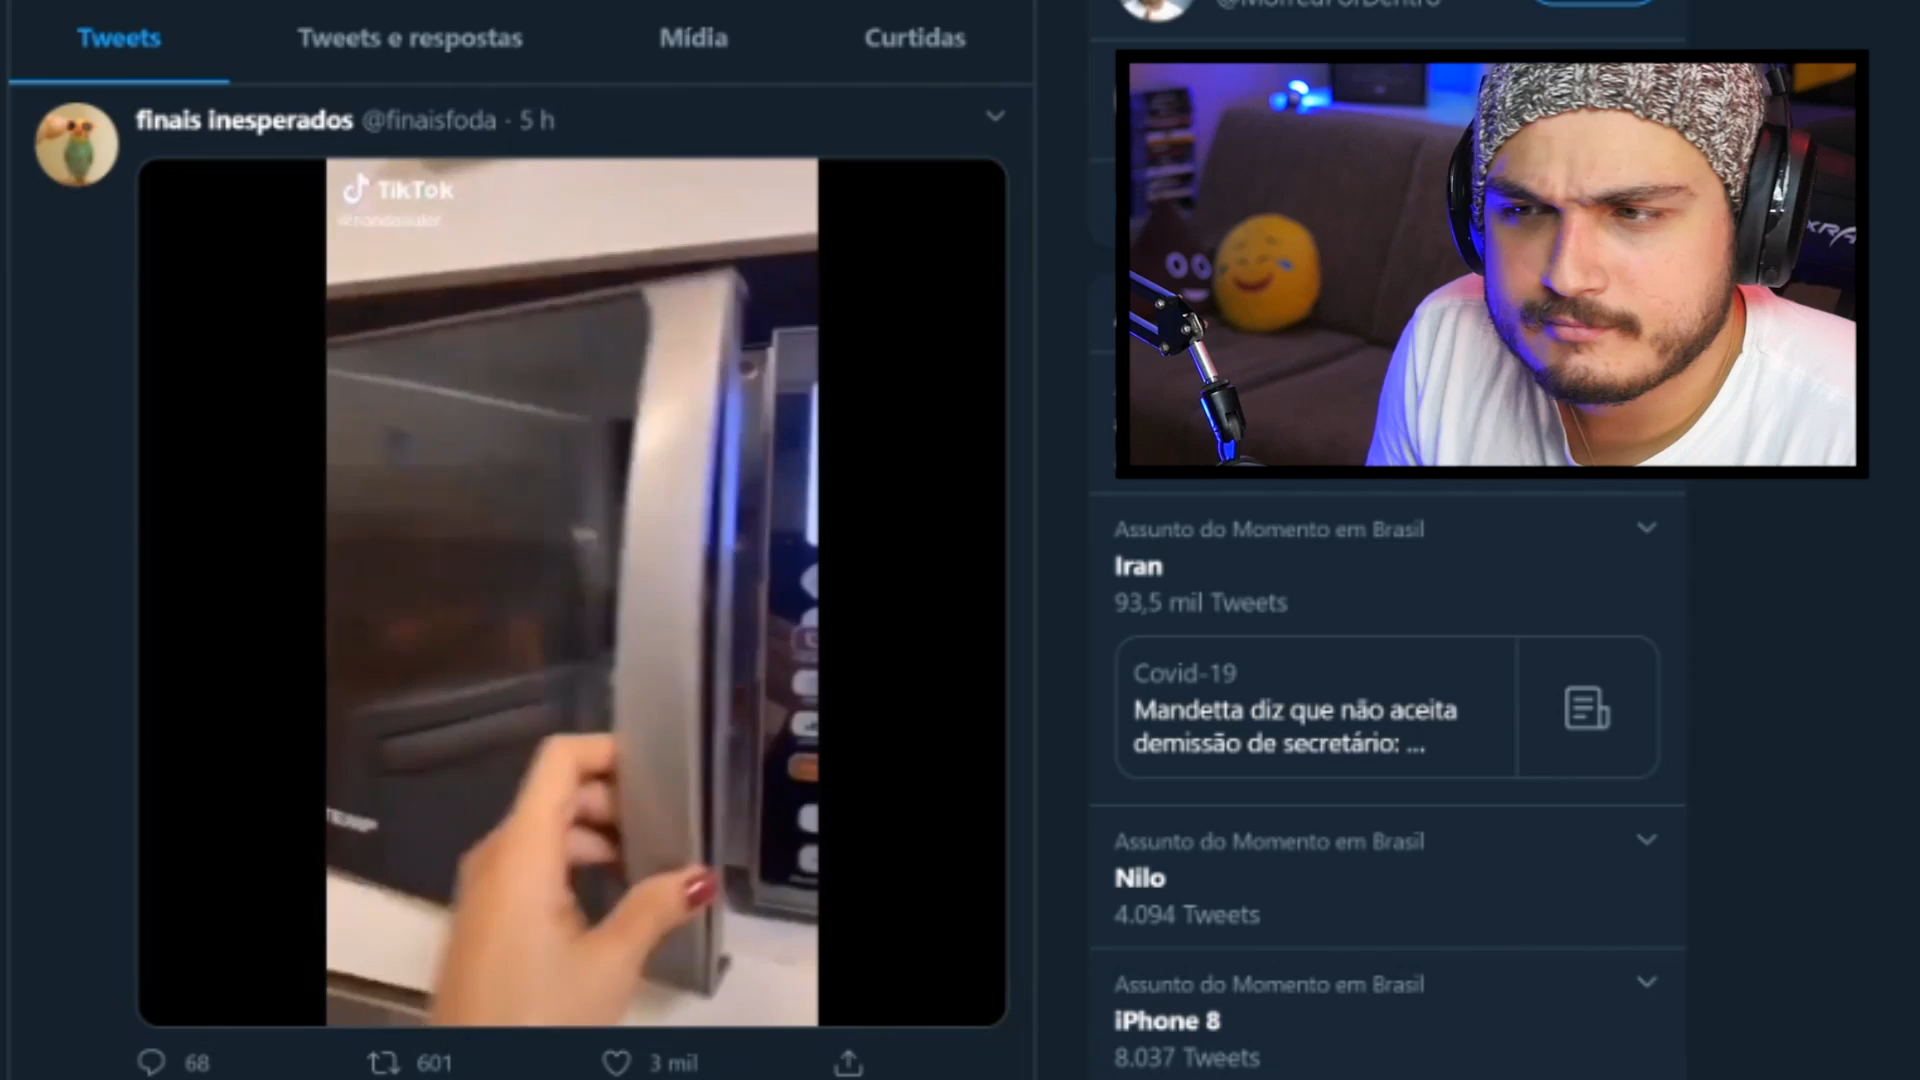 Tweets
Tweets e respostas
Mídia
Curtidas
finais inesperados @finaisfoda · 5 h
TikTok
TEMP
68
601
3 mil
Assunto do Momento em Brasil
Iran
93,5 mil Tweets
Covid-19
Mandetta diz que não aceita
demissão de secretário: ...
Assunto do Momento em Brasil
Nilo
4.094 Tweets
Assunto do Momento em Brasil
iPhone 8
8.037 Tweets